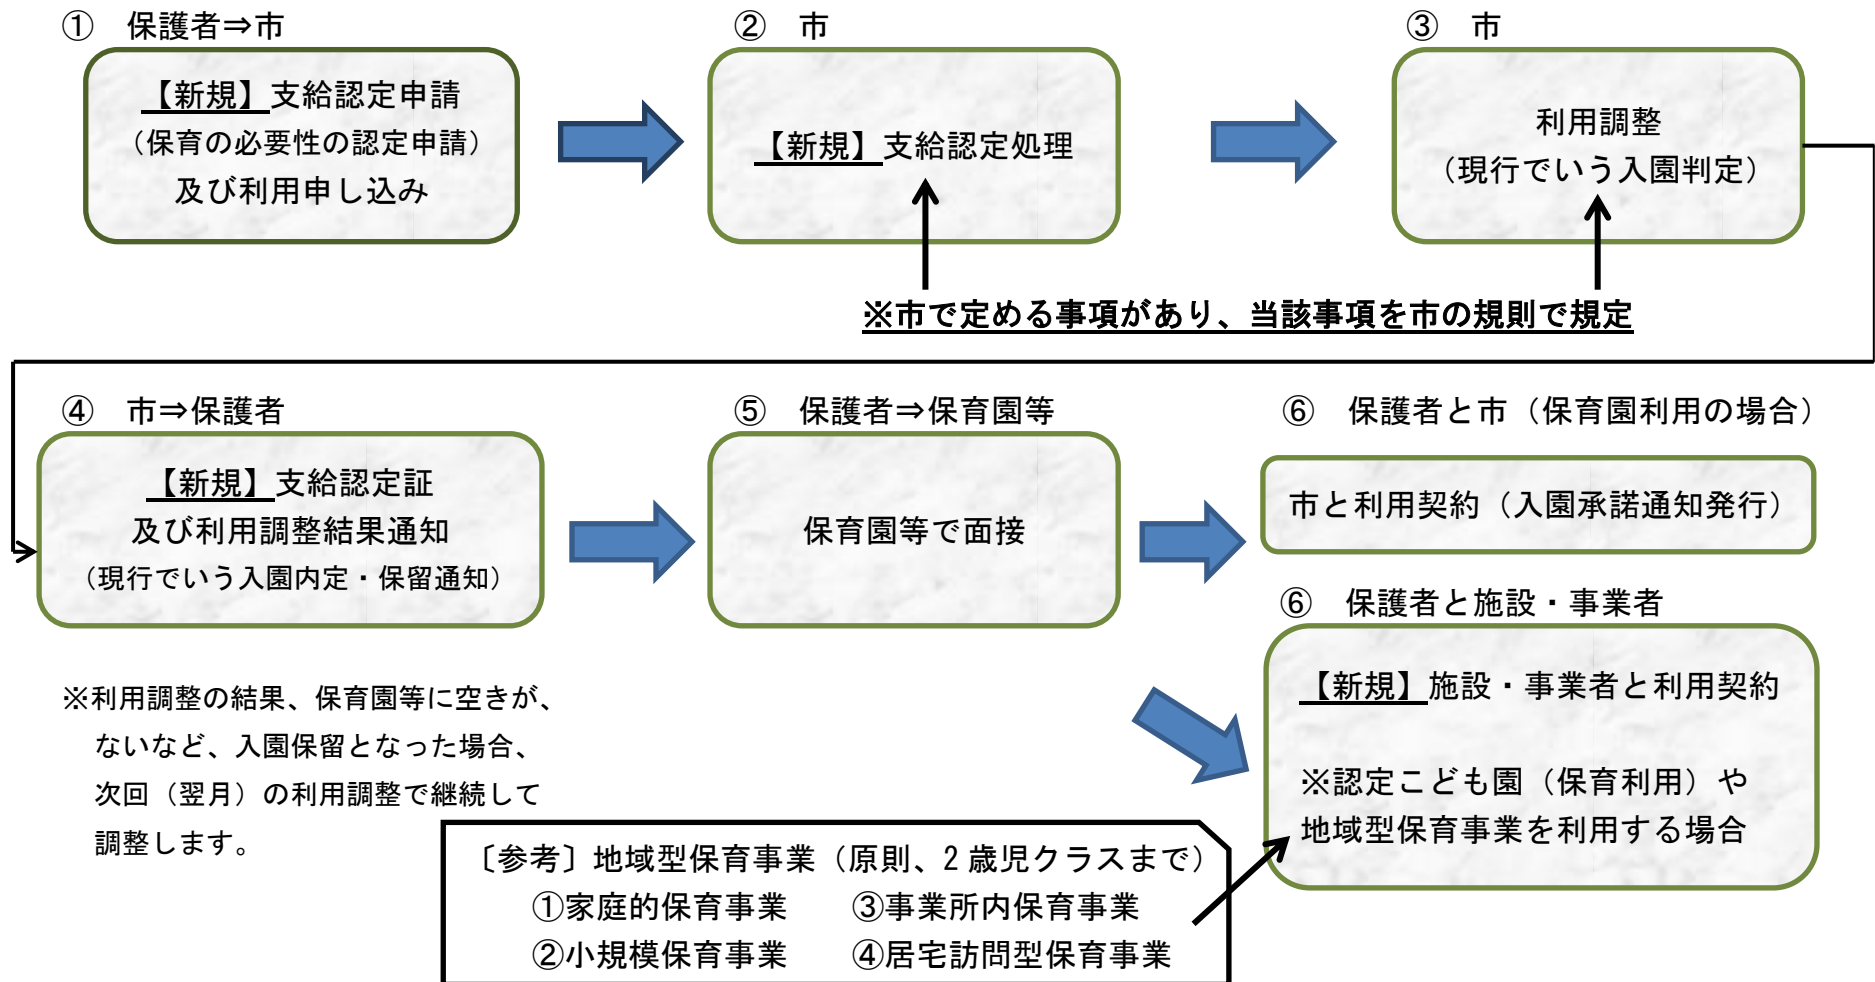 ① 保護者⇒市
【新規】支給認定申請
（保育の必要性の認定申請）
及び利用申し込み
② 市
【新規】支給認定処理
③ 市
利用調整
（現行でいう入園判定）
※市で定める事項があり、当該事項を市の規則で規定
④ 市⇒保護者
【新規】支給認定証
及び利用調整結果通知
（現行でいう入園内定・保留通知）
⑤ 保護者⇒保育園等
保育園等で面接
⑥ 保護者と市（保育園利用の場合）
市と利用契約（入園承諾通知発行）
⑥ 保護者と施設・事業者
【新規】施設・事業者と利用契約
※認定こども園（保育利用）や
地域型保育事業を利用する場合
※利用調整の結果、保育園等に空きが、
ないなど、入園保留となった場合、
次回（翌月）の利用調整で継続して
調整します。
〔参考〕地域型保育事業（原則、2歳児クラスまで）
①家庭的保育事業 ③事業所内保育事業
②小規模保育事業 ④居宅訪問型保育事業